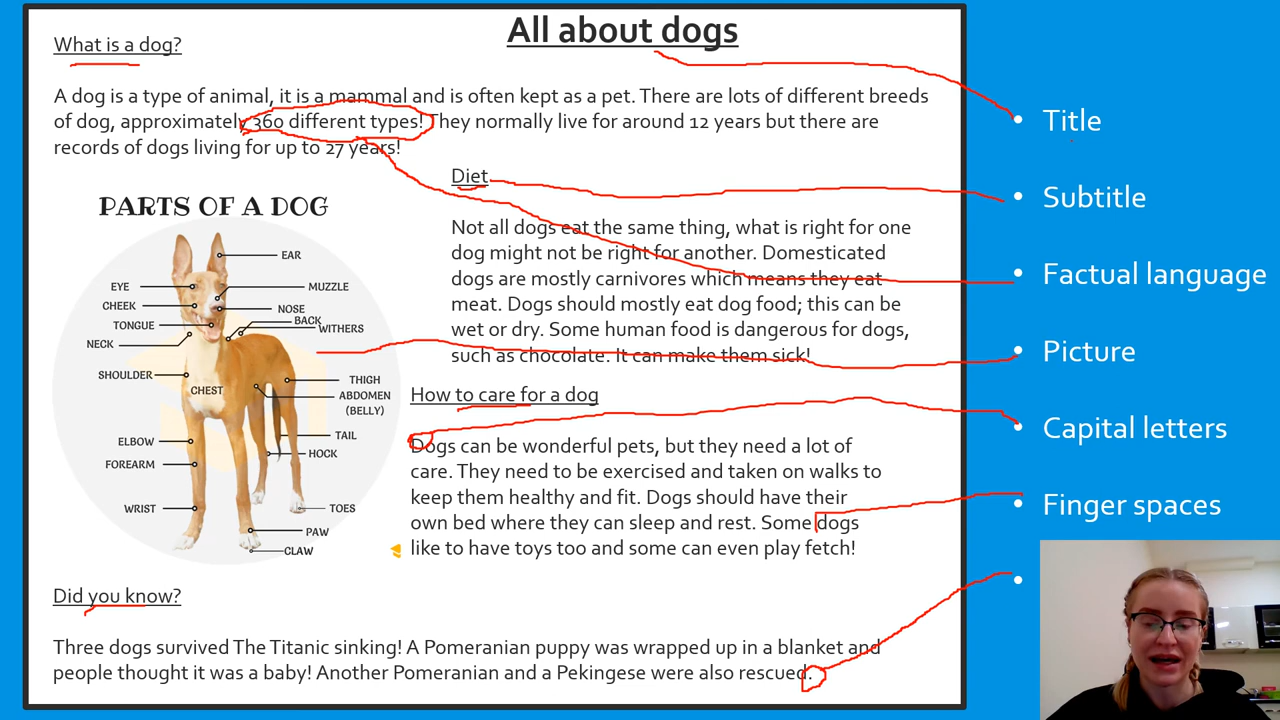 All about dogs
What is a dog?
A dog is a type of animal, it is a mammal and is often kept as a pet. There are lots of different breeds
of dog, approximately 360 different types! They normally live for around 12 years but there are
records of dogs living for up to 27 years!
Diet
Not all dogs eat the same thing, what is right for one
dog might not be right for another. Domesticated
dogs are mostly carnivores which means they eat
meat. Dogs should mostly eat dog food; this can be
wet or dry. Some human food is dangerous for dogs,
such as chocolate. It can make them sick!
PARTS OF A DOG
EAR
EYE
MUZZLE
CHEEK
NOSE
BACK
TONGUE
WITHERS
NECK
SHOULDER
THIGH
CHEST
ABDOMEN
(BELLY)
TAIL
ELBOW
HOCK
FOREARM
WRIST
TOES
PAW
CLAW
How to care for a dog
Dogs can be wonderful pets, but they need a lot of
care. They need to be exercised and taken on walks to
keep them healthy and fit. Dogs should have their
own bed where they can sleep and rest. Some dogs
like to have toys too and some can even play fetch!
Did you know?
Three dogs survived The Titanic sinking! A Pomeranian puppy was wrapped up in a blanket and
people thought it was a baby! Another Pomeranian and a Pekingese were also rescued.
• Title
• Subtitle
• Factual language
• Picture
• Capital letters
• Finger spaces
•